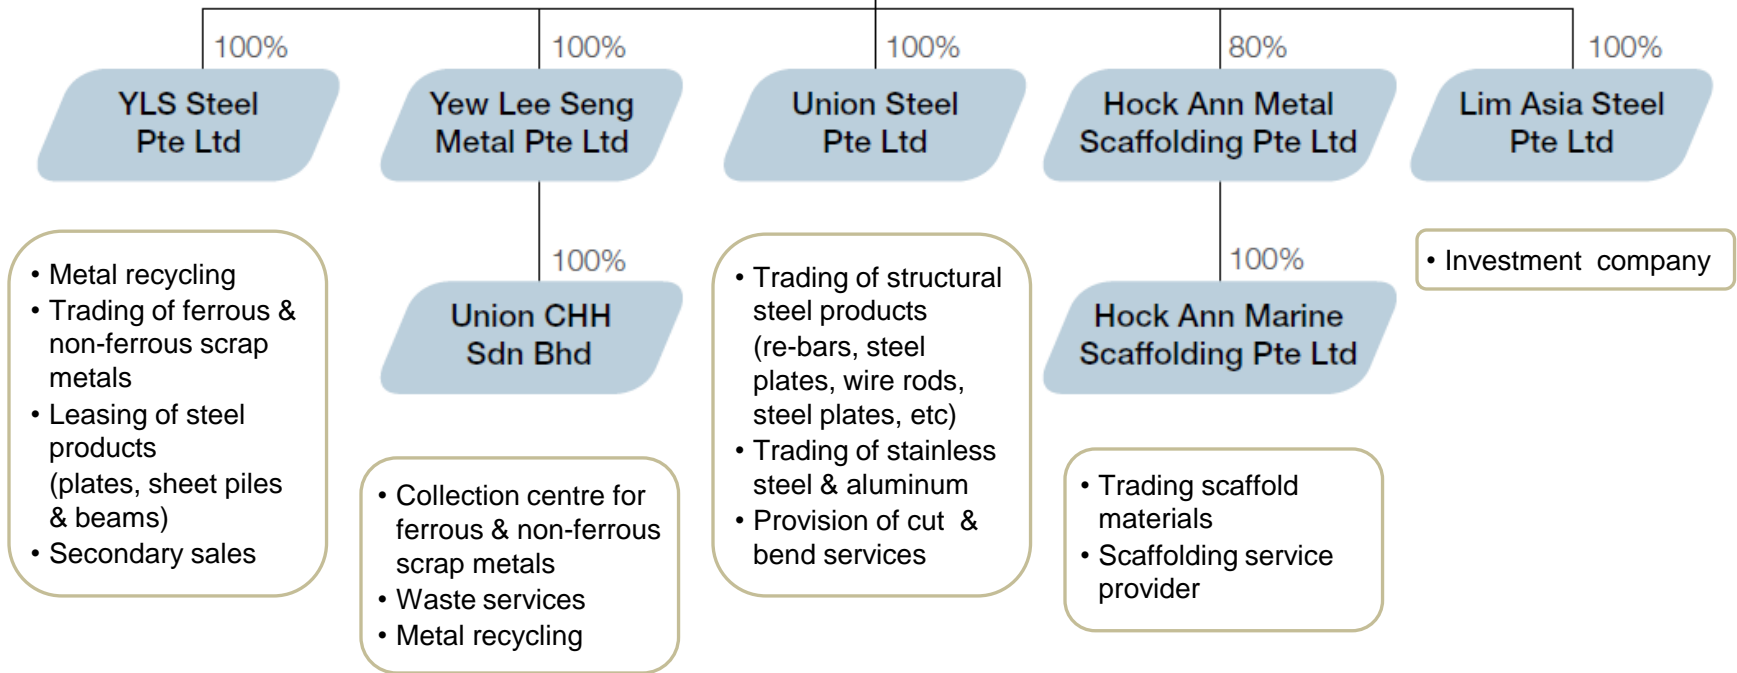 100%
100%
100%
80%
100%
YLS Steel
Pte Ltd
Yew Lee Seng
Metal Pte Ltd
Union Steel
Pte Ltd
Hock Ann Metal
Scaffolding Pte Ltd
Lim Asia Steel
Pte Ltd
• Metal recycling
• Trading of ferrous &
non-ferrous scrap
metals
• Leasing of steel
products
(plates, sheet piles
& beams)
• Secondary sales
100%
Union CHH
Sdn Bhd
• Collection centre for
ferrous & non-ferrous
scrap metals
• Waste services
• Metal recycling
• Trading of structural
steel products
(re-bars, steel
plates, wire rods,
steel plates, etc)
• Trading of stainless
steel & aluminum
• Provision of cut &
bend services
100%
Hock Ann Marine
Scaffolding Pte Ltd
• Trading scaffold
materials
• Scaffolding service
provider
• Investment company